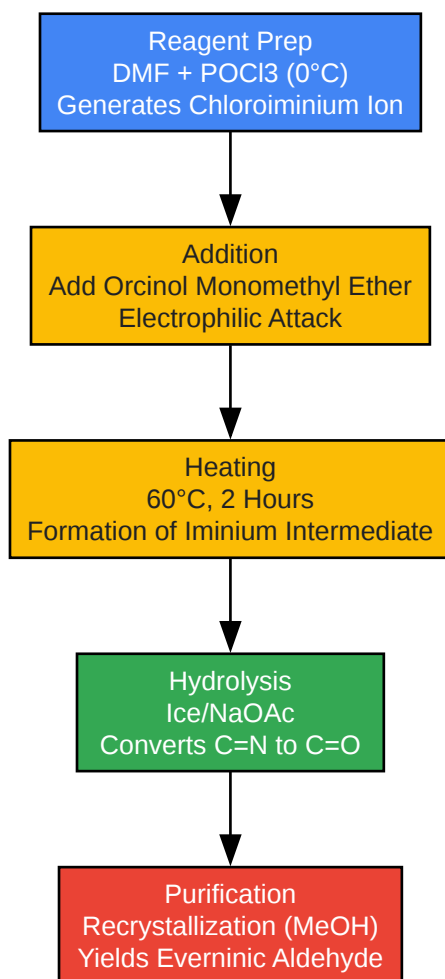 Reagent Prep
DMF + POCl3 (0°C)
Generates Chloroiminium Ion
Addition
Add Orcinol Monomethyl Ether
Electrophilic Attack
Heating
60°C, 2 Hours
Formation of Iminium Intermediate
Hydrolysis
Ice/NaOAc
Converts C=N to C=O
Purification
Recrystallization (MeOH)
Yields Everninic Aldehyde